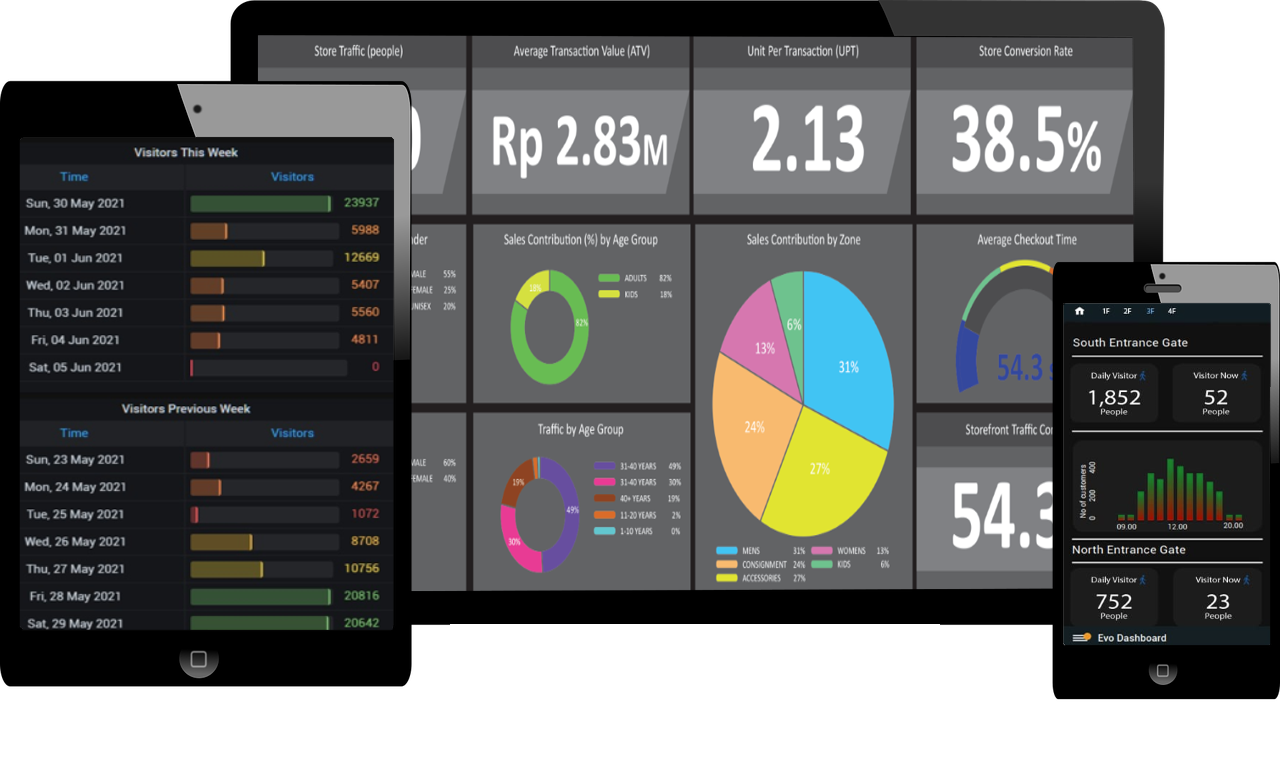 Store Traffic (people)
Average Transaction Value (ATV)
Unit Per Transaction (UPT)
Store Conversion Rate
0
Rp 2.83M
2.13
38.5%
Visitors This Week
Time Visitors
Sun, 30 May 2021 23937
Mon, 31 May 2021 5988
Tue, 01 Jun 2021 12669
Wed, 02 Jun 2021 5407
Thu, 03 Jun 2021 5560
Fri, 04 Jun 2021 4811
Sat, 05 Jun 2021 0
Visitors Previous Week
Time Visitors
Sun, 23 May 2021 2659
Mon, 24 May 2021 4267
Tue, 25 May 2021 1072
Wed, 26 May 2021 8708
Thu, 27 May 2021 10756
Fri, 28 May 2021 20816
Sat, 29 May 2021 20642
der
MALE 55%
EMALE 25%
NISEX 20%
MALE 60%
EMALE 40%
Sales Contribution (%) by Age Group
18%
82%
ADULTS 82%
KIDS 18%
Traffic by Age Group
19%
49%
30%
31-40 YEARS 49%
31-40 YEARS 30%
40+ YEARS 19%
11-20 YEARS 2%
1-10 YEARS 0%
Sales Contribution by Zone
6%
13%
31%
24%
27%
MENS 31% WOMENS 13%
CONSIGNMENT 24% KIDS 6%
ACCESSORIES 27%
Average Checkout Time
54.3
Storefront Traffic Co
54.3
1F 2F 3F 4F
South Entrance Gate
Daily Visitor Visitor Now
1,852 52
People People
No of customers
400
200
0
09.00 12.00 20.00
North Entrance Gate
Daily Visitor Visitor Now
752 23
People People
Evo Dashboard